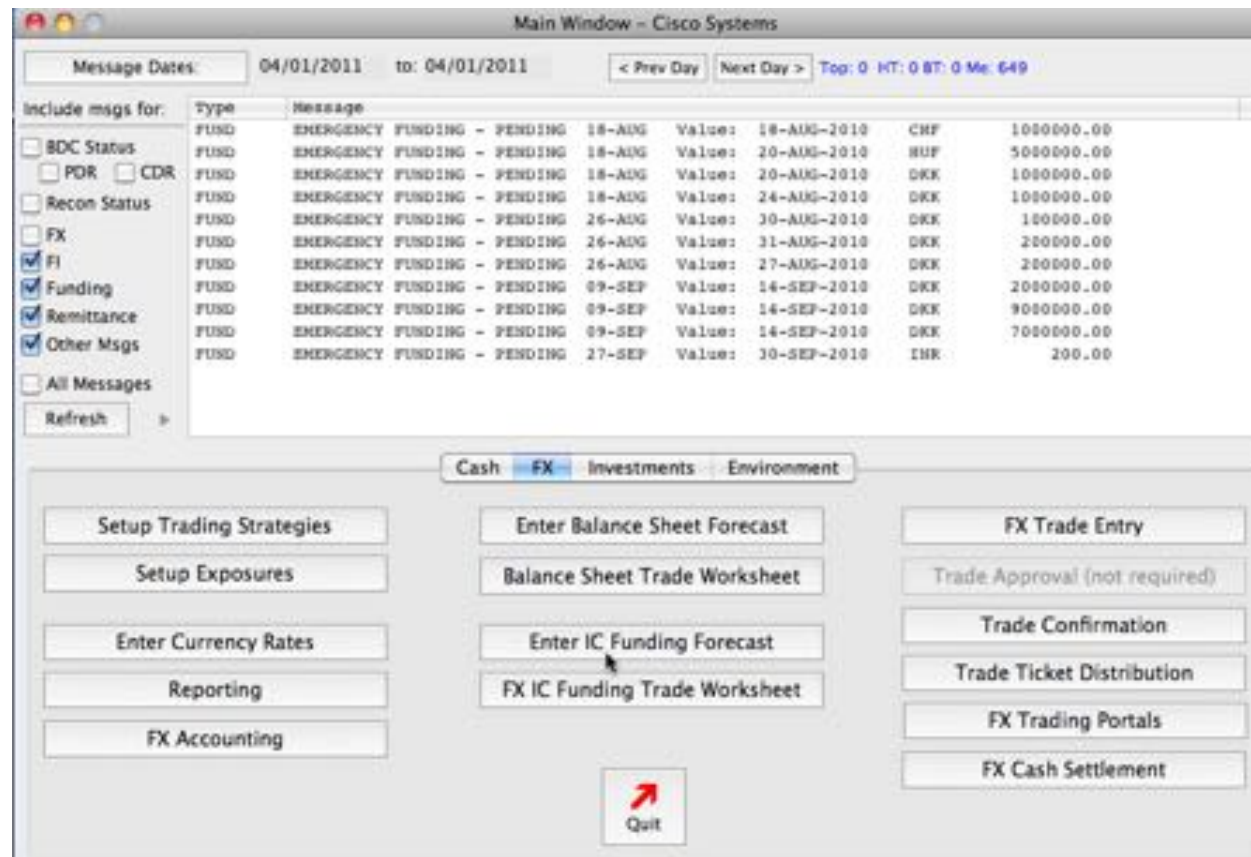 Main Window - Cisco Systems
Message Dates: 04/01/2011 to: 04/01/2011 < Prev Day Next Day > Top: 0 HT: 0 BT: 0 Me: 649
Include msgs for:
BDC Status
PDR CDR
Recon Status
FX
FI
Funding
Remittance
Other Msgs
All Messages
Refresh
Type Message
FUND EMERGENCY FUNDING - PENDING 18-AUG Value: 18-AUG-2010 CHF 1000000.00
FUND EMERGENCY FUNDING - PENDING 18-AUG Value: 20-AUG-2010 HUF 5000000.00
FUND EMERGENCY FUNDING - PENDING 18-AUG Value: 20-AUG-2010 DKK 1000000.00
FUND EMERGENCY FUNDING - PENDING 18-AUG Value: 24-AUG-2010 DKK 1000000.00
FUND EMERGENCY FUNDING - PENDING 26-AUG Value: 30-AUG-2010 DKK 100000.00
FUND EMERGENCY FUNDING - PENDING 26-AUG Value: 31-AUG-2010 DKK 200000.00
FUND EMERGENCY FUNDING - PENDING 26-AUG Value: 27-AUG-2010 DKK 200000.00
FUND EMERGENCY FUNDING - PENDING 09-SEP Value: 14-SEP-2010 DKK 2000000.00
FUND EMERGENCY FUNDING - PENDING 09-SEP Value: 14-SEP-2010 DKK 9000000.00
FUND EMERGENCY FUNDING - PENDING 09-SEP Value: 14-SEP-2010 DKK 7000000.00
FUND EMERGENCY FUNDING - PENDING 27-SEP Value: 30-SEP-2010 INR 200.00
Cash FX Investments Environment
Setup Trading Strategies
Setup Exposures
Enter Currency Rates
Reporting
FX Accounting
Enter Balance Sheet Forecast
Balance Sheet Trade Worksheet
Enter IC Funding Forecast
FX IC Funding Trade Worksheet
Quit
FX Trade Entry
Trade Approval (not required)
Trade Confirmation
Trade Ticket Distribution
FX Trading Portals
FX Cash Settlement